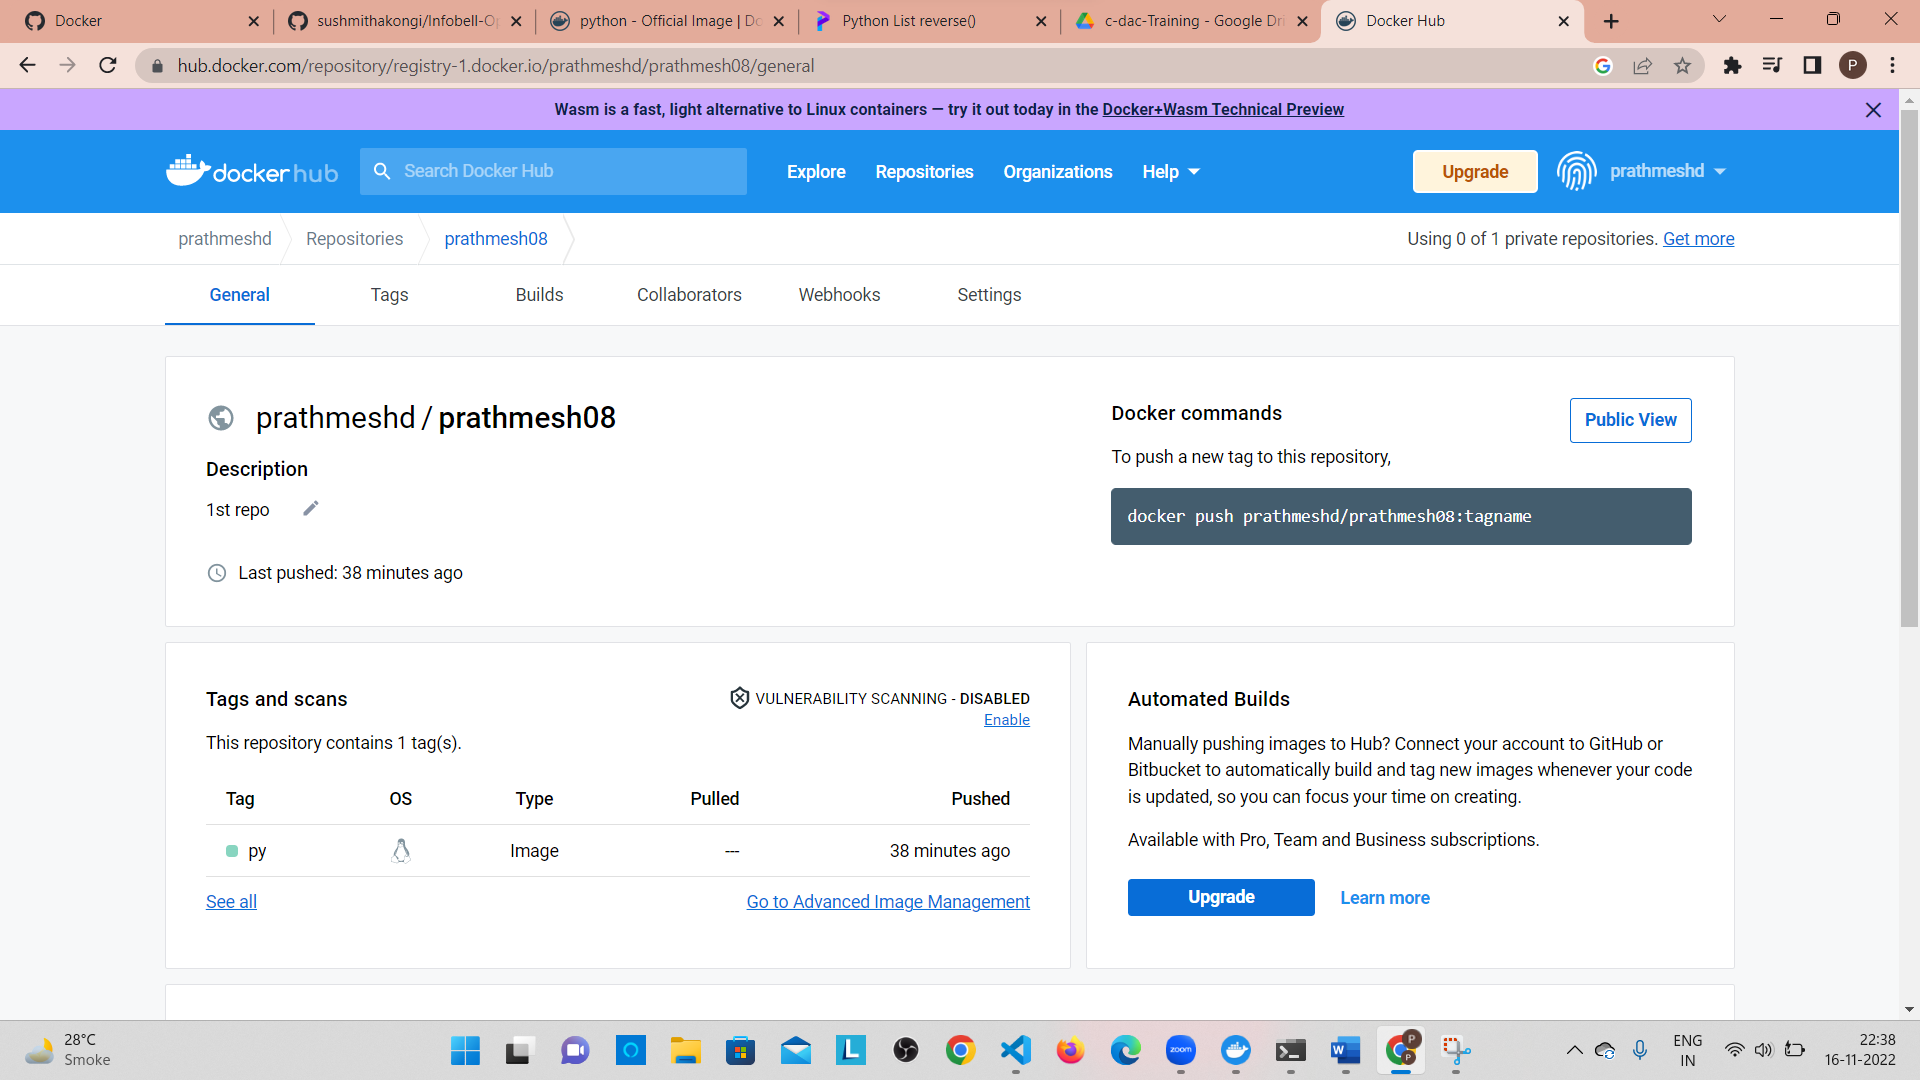 Docker
sushmithakongi/Infobell-Op
python - Official Image | Do
Python List reverse()
c-dac-Training - Google Dri
Docker Hub
hub.docker.com/repository/registry-1.docker.io/prathmeshd/prathmesh08/general
P
Wasm is a fast, light alternative to Linux containers — try it out today in the Docker+Wasm Technical Preview
dockerhub
Search Docker Hub
Explore
Repositories
Organizations
Help
Upgrade
prathmeshd
prathmeshd
Repositories
prathmesh08
Using 0 of 1 private repositories. Get more
General
Tags
Builds
Collaborators
Webhooks
Settings
prathmeshd / prathmesh08
Description
1st repo
Last pushed: 38 minutes ago
Docker commands
Public View
To push a new tag to this repository,
docker push prathmeshd/prathmesh08:tagname
Tags and scans
VULNERABILITY SCANNING - DISABLED
Enable
This repository contains 1 tag(s).
Tag OS Type Pulled Pushed
py Image --- 38 minutes ago
See all
Go to Advanced Image Management
Automated Builds
Manually pushing images to Hub? Connect your account to GitHub or
Bitbucket to automatically build and tag new images whenever your code
is updated, so you can focus your time on creating.
Available with Pro, Team and Business subscriptions.
Upgrade
Learn more
28°C
Smoke
L
zoom
W
P
P
ENG
IN
22:38
16-11-2022